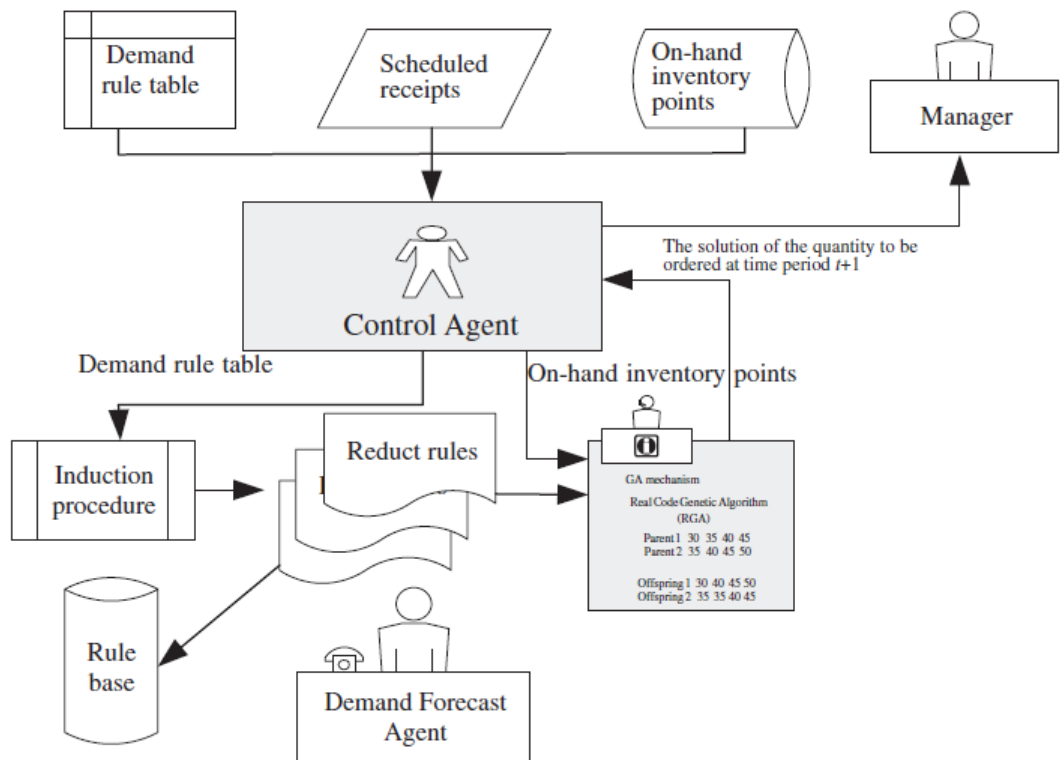 Demand
rule table
Scheduled
receipts
On-hand
inventory
points
Manager
The solution of the quantity to be
ordered at time period t+1
Control Agent
Demand rule table
On-hand inventory points
Induction
procedure
Reduct rules
GA mechanism
Real Code Genetic Algorithm
(RGA)
Parent 1 30 35 40 45
Parent 2 35 40 45 50
Offspring 1 30 40 45 50
Offspring 2 35 35 40 45
Rule
base
Demand Forecast
Agent